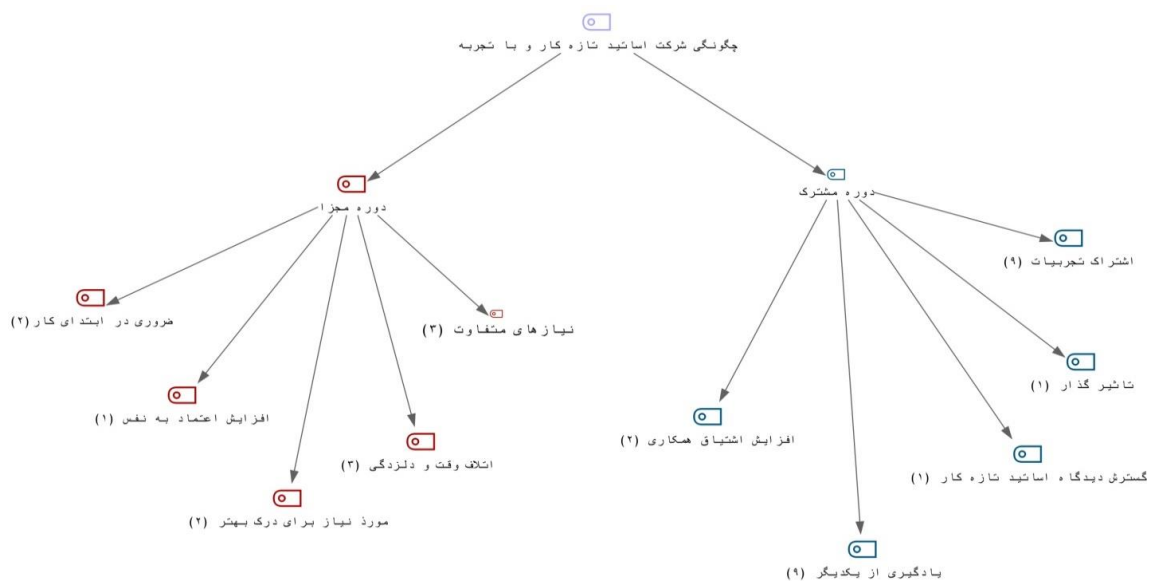 چگونگی شرکت اساتید تازه کار و با تجربه
دوره مشترک
دوره مجزا
اشتراک تجربیات (۹)
تاثیر گذار (۱)
گسترش دیدگاه اساتید تازه کار (۱)
یادگیری از یکدیگر (۹)
افزایش اشتیاق همکاری (۲)
نیازهای متفاوت (۳)
اتلاف وقت و دلزدگی (۳)
مورذ نیاز برای درک بهتر (۲)
افزایش اعتماد به نفس (۱)
ضروری در ابتدای کار (۲)